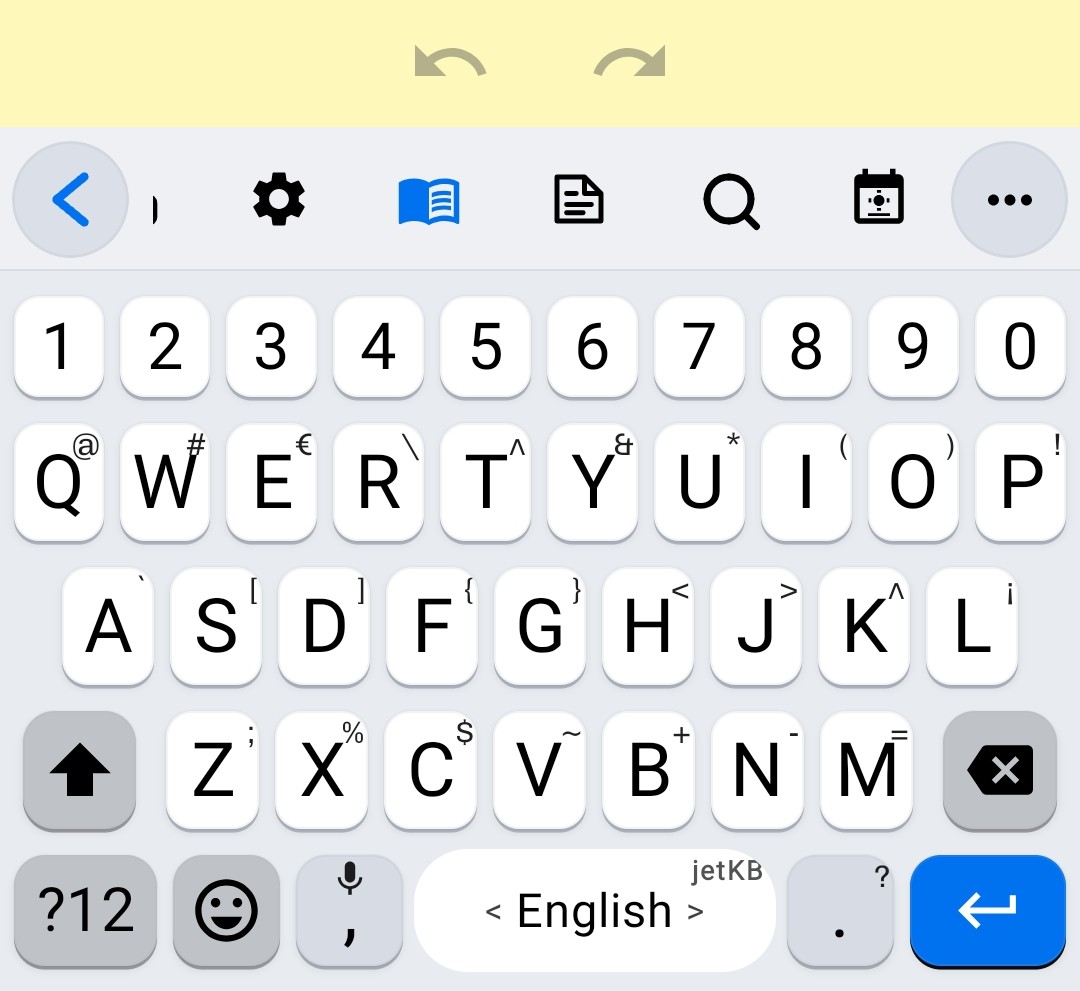 1 2 3 4 5 6 7 8 9 0
Q@ W# E€ R\ T^ Y& U* I( O) P!
A` S[ D] F{ G} H< J> K^ L¡
Z; X% C$ V~ B+ N- M=
?12 , < English > jetKB . ?